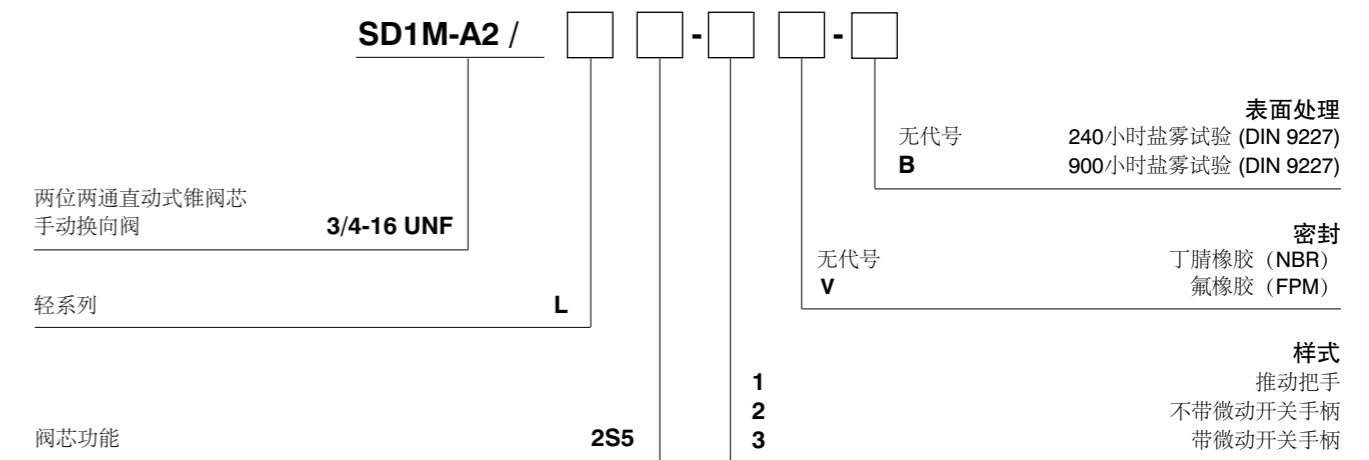 SD1M-A2 / - -
表面处理
无代号 240小时盐雾试验 (DIN 9227)
B 900小时盐雾试验 (DIN 9227)
两位两通直动式锥阀芯
手动换向阀 3/4-16 UNF
密封
无代号 丁腈橡胶（NBR）
V 氟橡胶（FPM）
轻系列 L
样式
1 推动把手
2 不带微动开关手柄
阀芯功能 2S5 3 带微动开关手柄